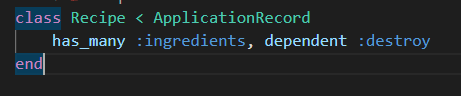 class Recipe < ApplicationRecord
    has_many :ingredients, dependent :destroy
end